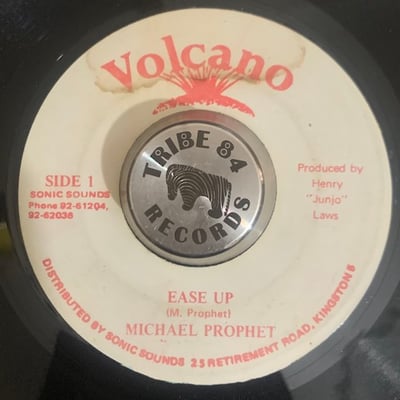 Volcano
TRIBE 84
RECORDS
SIDE 1
SONIC SOUNDS
Phone 92-61204,
92-62036
Produced by
Henry
"Junjo"
Laws
EASE UP
(M. Prophet)
MICHAEL PROPHET
DISTRIBUTED BY SONIC SOUNDS 25 RETIREMENT ROAD, KINGSTON 5